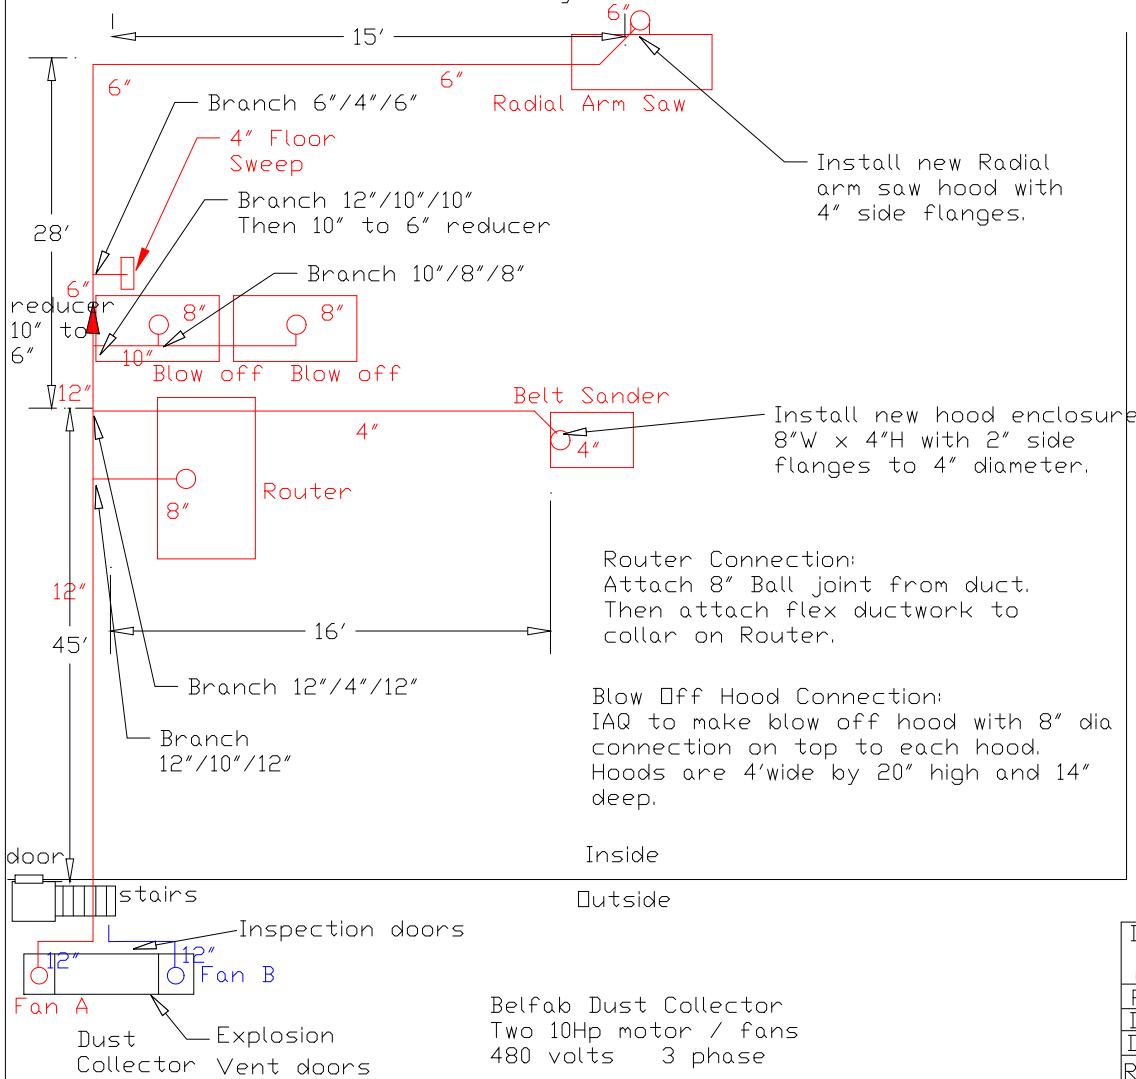 6"
15'
6"
6"
Radial Arm Saw
Branch 6"/4"/6"
4" Floor
Sweep
Install new Radial
arm saw hood with
4" side flanges.
Branch 12"/10"/10"
Then 10" to 6" reducer
28'
Branch 10"/8"/8"
6"
reducer
10" to
6"
8"
8"
10"
Blow off
Blow off
12"
Belt Sander
4"
4"
Install new hood enclosure
8"W x 4"H with 2" side
flanges to 4" diameter.
Router
8"
Router Connection:
Attach 8" Ball joint from duct.
Then attach flex ductwork to
collar on Router.
12"
45'
16'
Branch 12"/4"/12"
Branch
12"/10"/12"
Blow Off Hood Connection:
IAQ to make blow off hood with 8" dia
connection on top to each hood.
Hoods are 4'wide by 20" high and 14"
deep.
Inside
door
stairs
Outside
Inspection doors
12"
12"
Fan B
Fan A
Dust
Collector
Explosion
Vent doors
Belfab Dust Collector
Two 10Hp motor / fans
480 volts 3 phase